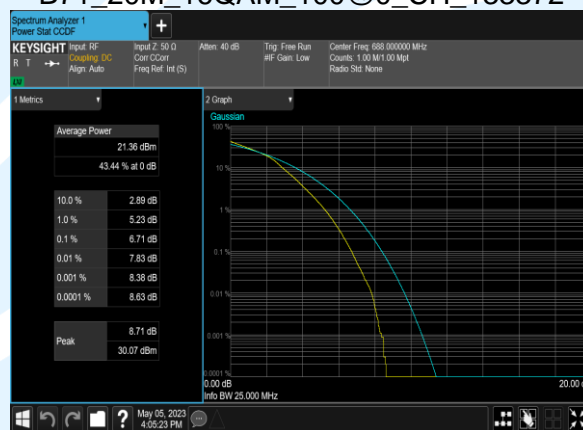 Spectrum Analyzer 1
Power Stat CCDF
+
KEYSIGHT
R T
LXI
Input: RF
Coupling: DC
Align: Auto
Input Z: 50 Ω
Corr CCorr
Freq Ref: Int (S)
Atten: 40 dB
Trig: Free Run
#IF Gain: Low
Center Freq: 688.000000 MHz
Counts: 1.00 M/1.00 Mpt
Radio Std: None
1 Metrics
Average Power
21.36 dBm
43.44 % at 0 dB
10.0 % 2.89 dB
1.0 % 5.23 dB
0.1 % 6.71 dB
0.01 % 7.83 dB
0.001 % 8.38 dB
0.0001 % 8.63 dB
Peak
8.71 dB
30.07 dBm
2 Graph
Gaussian
100 %
10 %
1 %
0.1 %
0.01 %
0.001 %
0.0001 %
0.00 dB
20.00
Info BW 25.000 MHz
?
May 05, 2023
4:05:23 PM